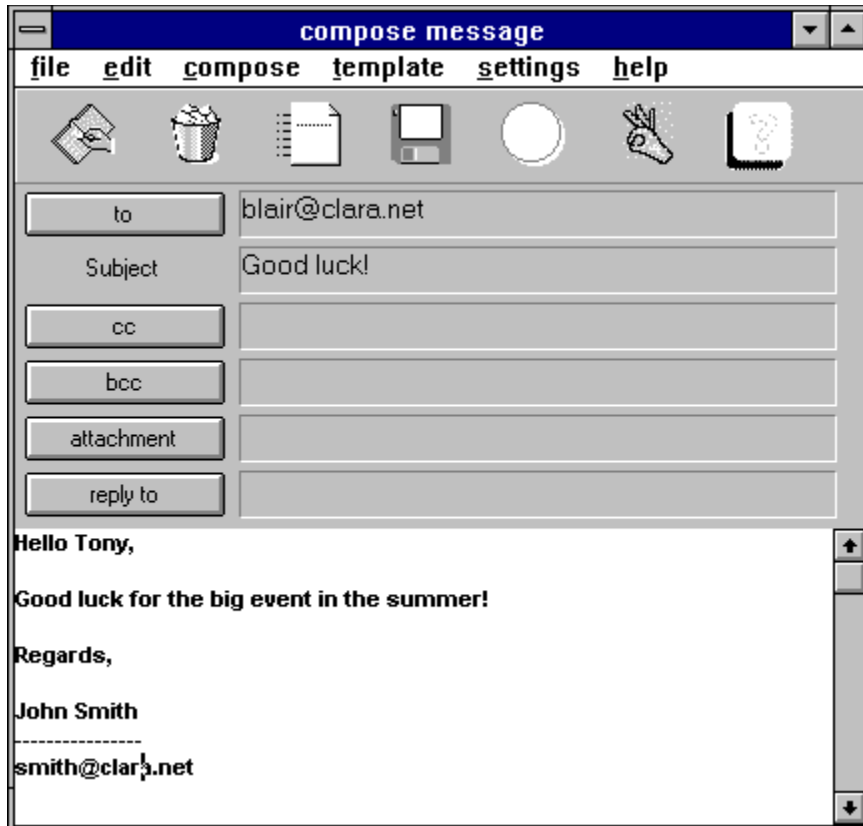 compose message
file edit compose template settings help
?
to blair@clara.net
Subject Good luck!
cc
bcc
attachment
reply to
Hello Tony,
Good luck for the big event in the summer!
Regards,
John Smith
----------------
smith@clara.net